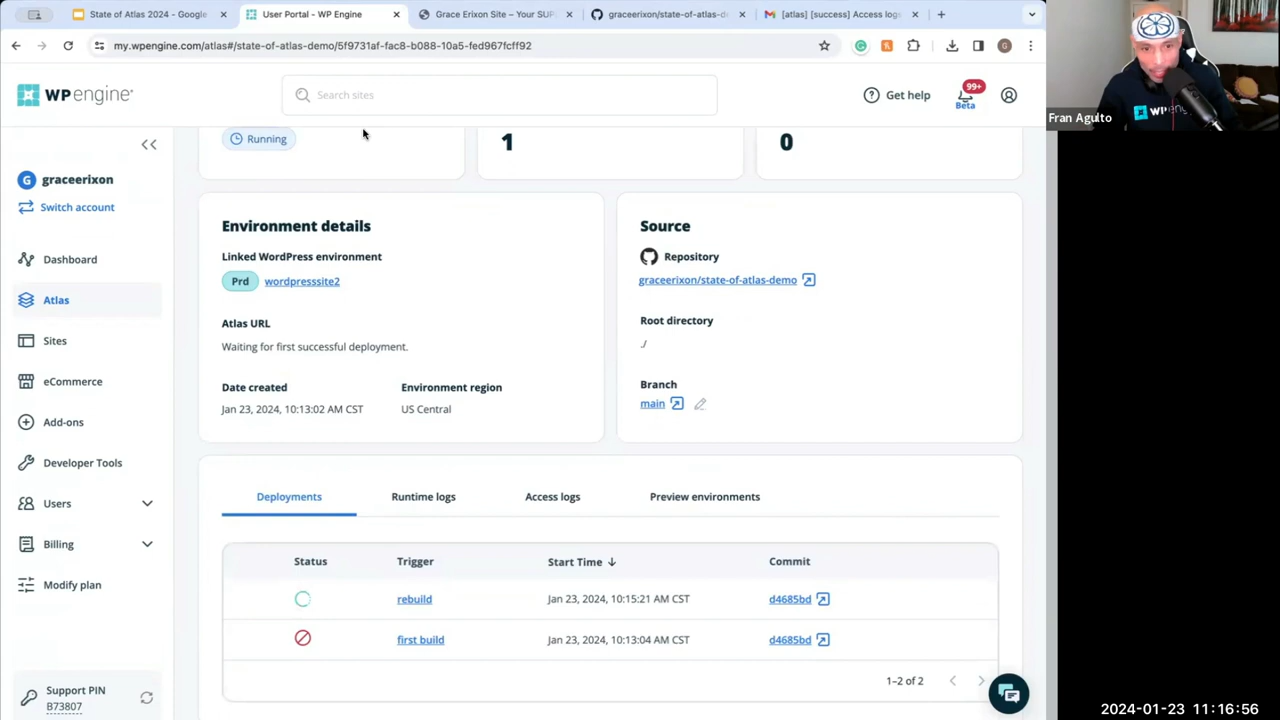 State of Atlas 2024 - Google
User Portal - WP Engine
Grace Erixon Site – Your SUP
graceerixon/state-of-atlas-d
[atlas] [success] Access logs
my.wpengine.com/atlas#/state-of-atlas-demo/5f9731af-fac8-b088-10a5-fed967fcff92
G
WP engine
Search sites
Get help
99+
Beta
Fran Agulto
WP eng
graceerixon
Switch account
Dashboard
Atlas
Sites
eCommerce
Add-ons
Developer Tools
Users
Billing
Modify plan
Support PIN
B73807
Running
1
0
Environment details
Linked WordPress environment
Prd wordpresssite2
Atlas URL
Waiting for first successful deployment.
Date created
Environment region
Jan 23, 2024, 10:13:02 AM CST
US Central
Source
Repository
graceerixon/state-of-atlas-demo
Root directory
./
Branch
main
Deployments
Runtime logs
Access logs
Preview environments
Status Trigger Start Time Commit
rebuild Jan 23, 2024, 10:15:21 AM CST d4685bd
first build Jan 23, 2024, 10:13:04 AM CST d4685bd
1–2 of 2
2024-01-23 11:16:56